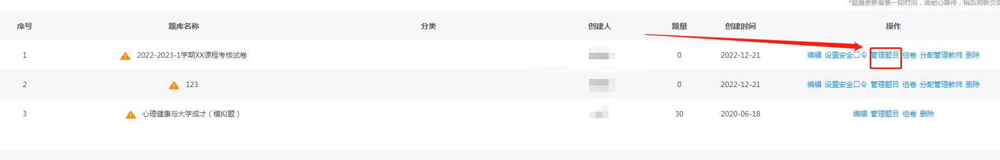 *题量更新需要一段时间，请耐心等待，稍后刷新页面
序号 题库名称 分类 创建人 题量 创建时间 操作
1 2022-2023-1学期XX课程考核试卷 0 2022-12-21 编辑 设置安全口令 管理题目 组卷 分配管理教师 删除
2 123 0 2022-12-21 编辑 设置安全口令 管理题目 组卷 分配管理教师 删除
3 心理健康与大学成才（模拟题） 30 2020-06-18 编辑 管理题目 组卷 删除